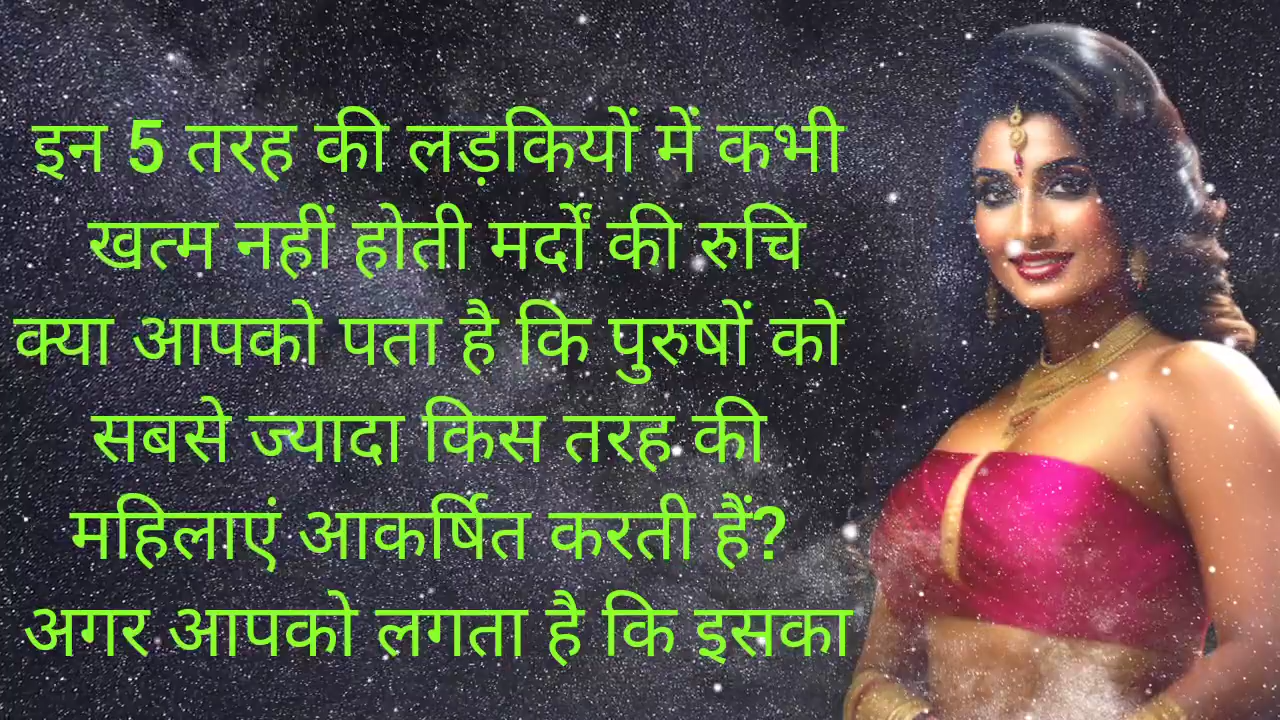 इन 5 तरह की लड़कियों में कभी
खत्म नहीं होती मर्दों की रुचि
क्या आपको पता है कि पुरुषों को
सबसे ज्यादा किस तरह की
महिलाएं आकर्षित करती हैं?
अगर आपको लगता है कि इसका